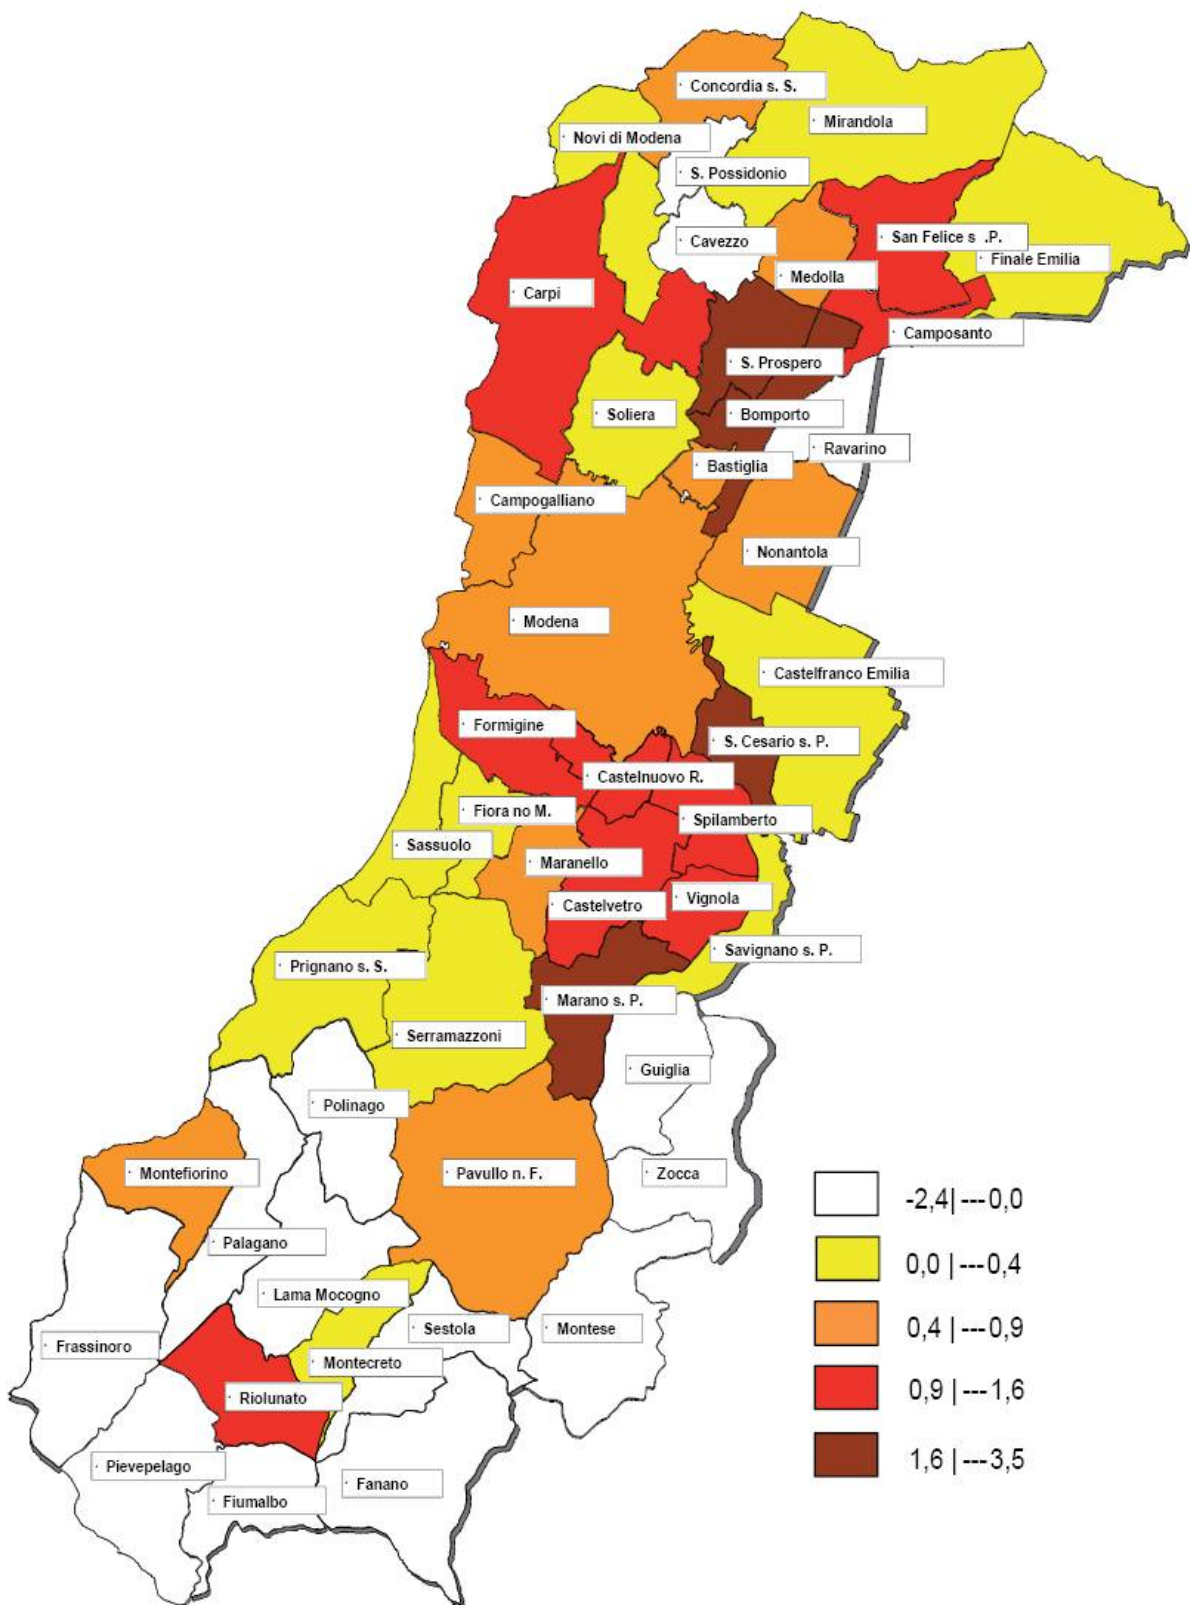 Concordia s. S.
Mirandola
Novi di Modena
S. Possidonio
Cavezzo
San Felice s .P.
Finale Emilia
Medolla
Carpi
Camposanto
S. Prospero
Soliera
Bomporto
Ravarino
Bastiglia
Campogalliano
Nonantola
Modena
Castelfranco Emilia
Formigine
S. Cesario s. P.
Castelnuovo R.
Fiora no M.
Spilamberto
Sassuolo
Maranello
Castelvetro
Vignola
Savignano s. P.
Prignano s. S.
Marano s. P.
Serramazzoni
Guiglia
Polinago
Montefiorino
Pavullo n. F.
Zocca
Palagano
Lama Mocogno
Sestola
Montese
Frassinoro
Montecreto
Riolunato
Pievepelago
Fanano
Fiumalbo
-2,4|---0,0
0,0 |---0,4
0,4 |---0,9
0,9 |---1,6
1,6 |---3,5